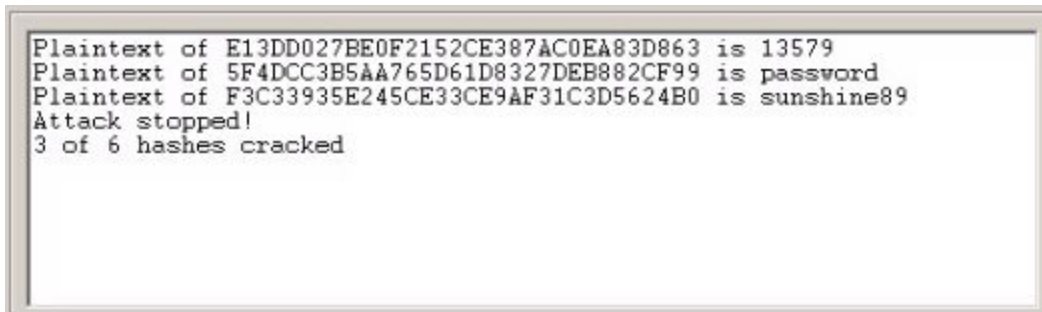 Plaintext of E13DD027BE0F2152CE387AC0EA83D863 is 13579
Plaintext of 5F4DCC3B5AA765D61D8327DEB882CF99 is password
Plaintext of F3C33935E245CE33CE9AF31C3D5624B0 is sunshine89
Attack stopped!
3 of 6 hashes cracked